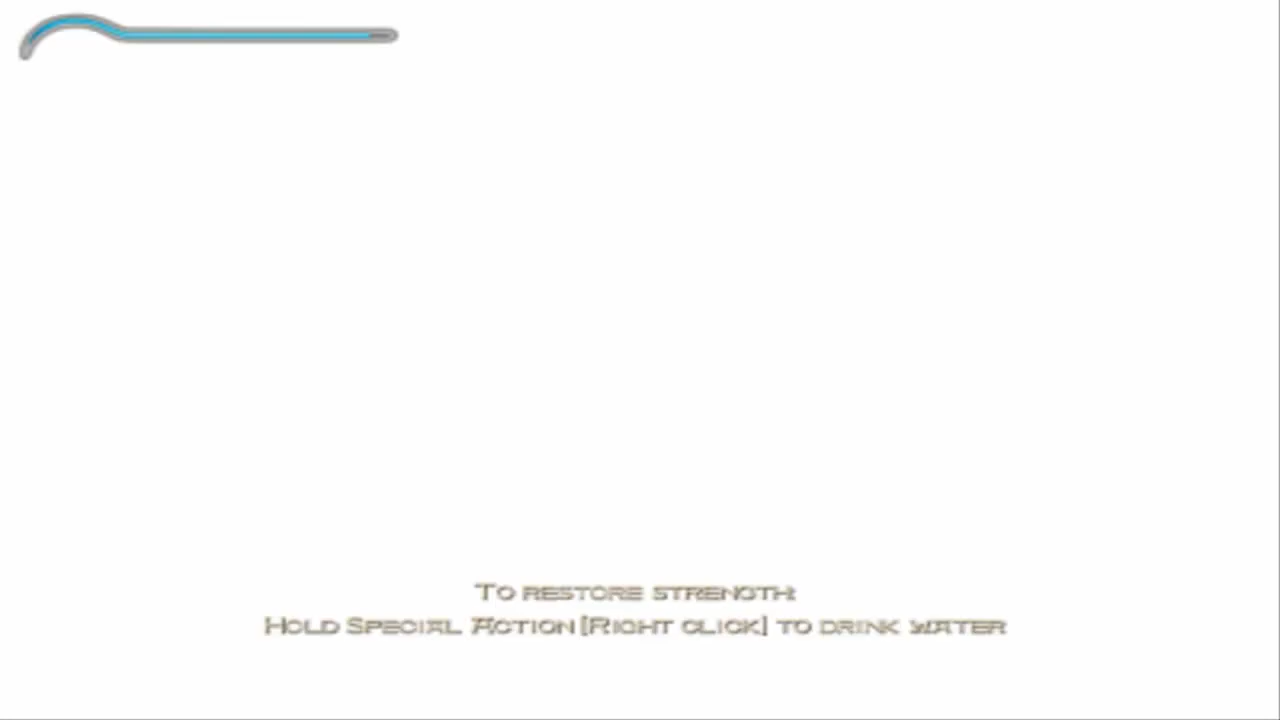 To restore strength:
Hold Special Action [Right click] to drink water